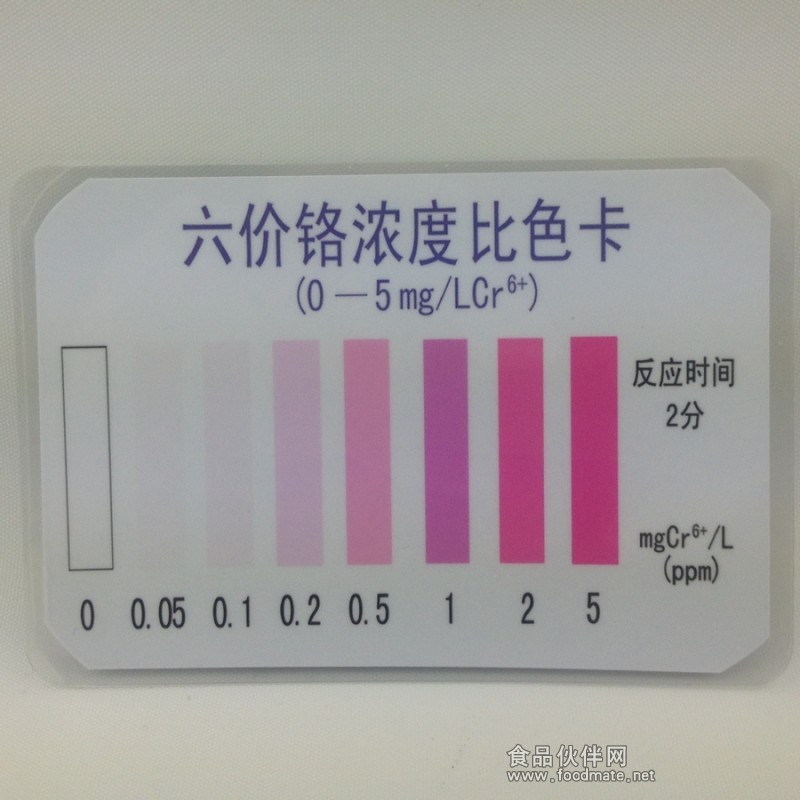 六价铬浓度比色卡
(0—5mg/LCr⁶⁺)
反应时间
2分
mgCr⁶⁺/L
(ppm)
0 0.05 0.1 0.2 0.5 1 2 5
食品伙伴网
www.foodmate.net